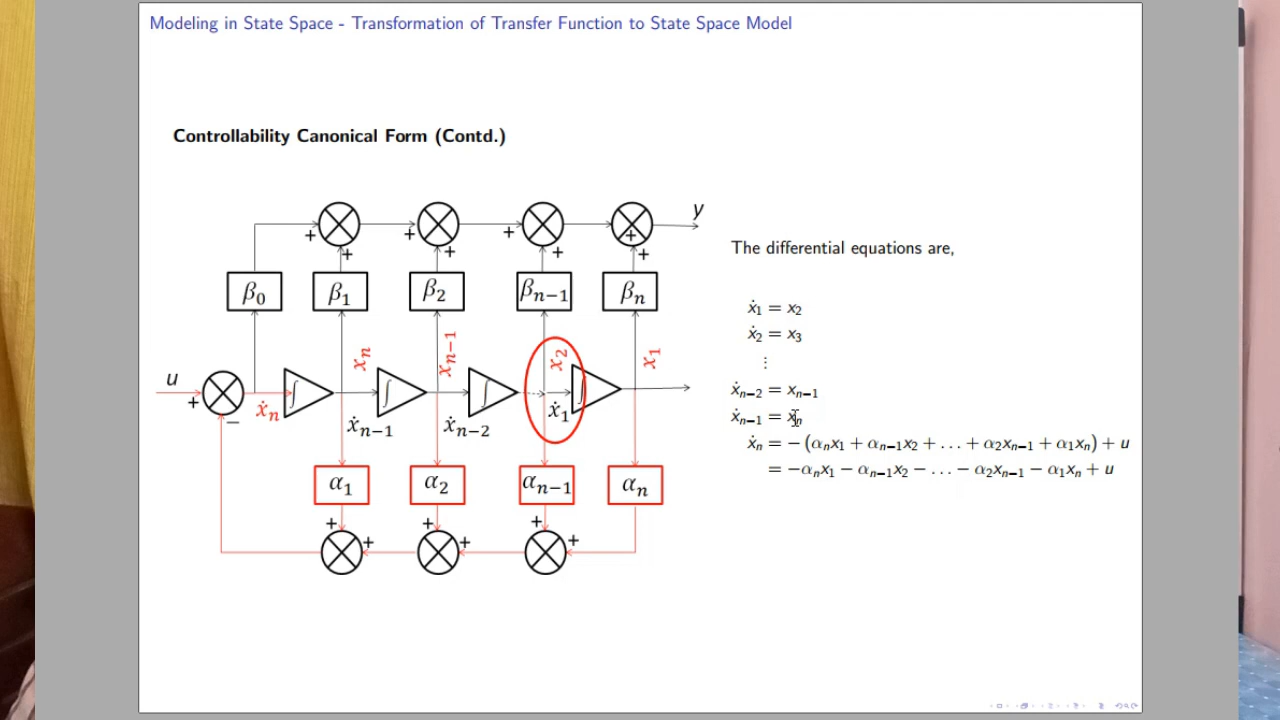 Modeling in State Space - Transformation of Transfer Function to State Space Model
Controllability Canonical Form (Contd.)
y
+ + + + + + + +
β₀ β₁ β₂ βₙ₋₁ βₙ
The differential equations are,
ẋ₁ = x₂
ẋ₂ = x₃
⋮
ẋₙ₋₂ = xₙ₋₁
ẋₙ₋₁ = xₙ
ẋₙ = −(αₙx₁ + αₙ₋₁x₂ + . . . + α₂xₙ₋₁ + α₁xₙ) + u
= −αₙx₁ − αₙ₋₁x₂ − . . . − α₂xₙ₋₁ − α₁xₙ + u
xₙ xₙ₋₁ x₂ x₁
u
∫ ∫ ∫ ∫
+ − ẋₙ ẋₙ₋₁ ẋₙ₋₂ ẋ₁
α₁ α₂ αₙ₋₁ αₙ
+ + + + + +